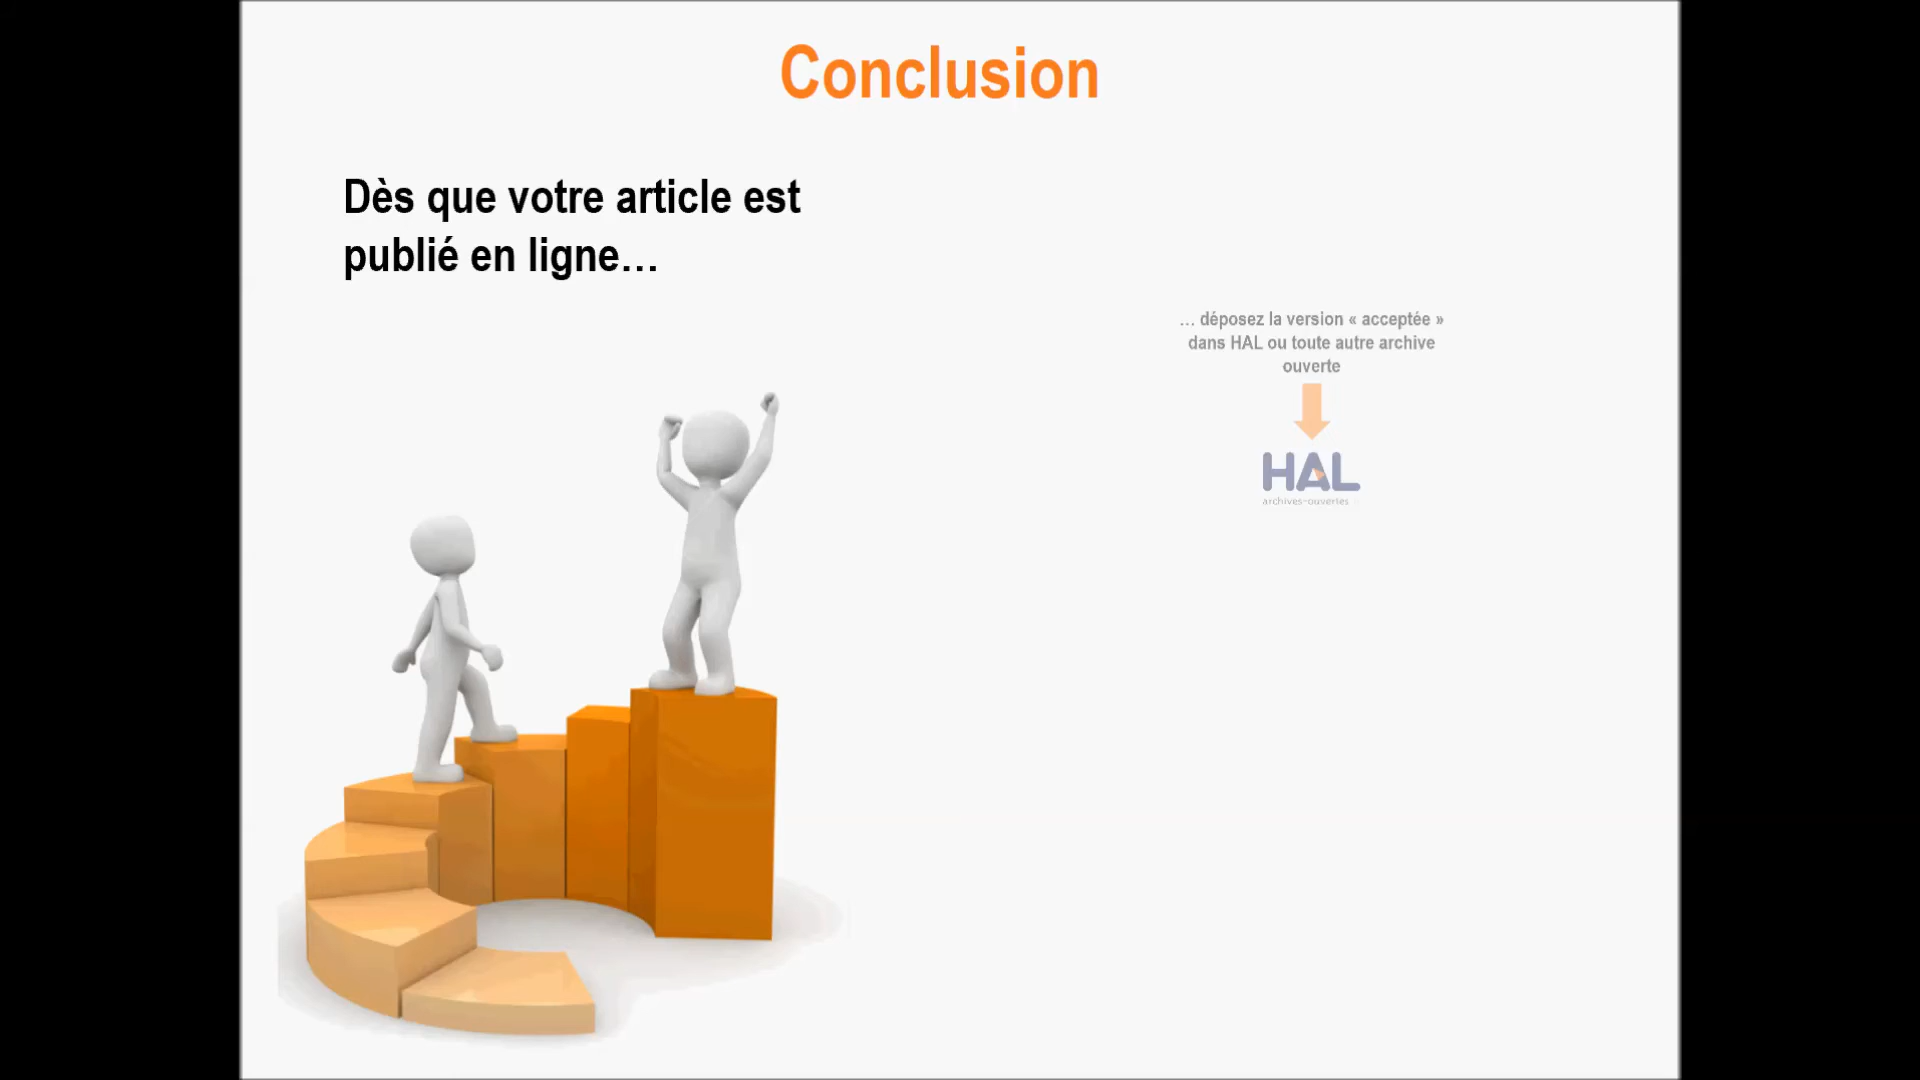 Conclusion
Dès que votre article est
publié en ligne…
… déposez la version « acceptée »
dans HAL ou toute autre archive
ouverte
HAL
archives-ouvertes